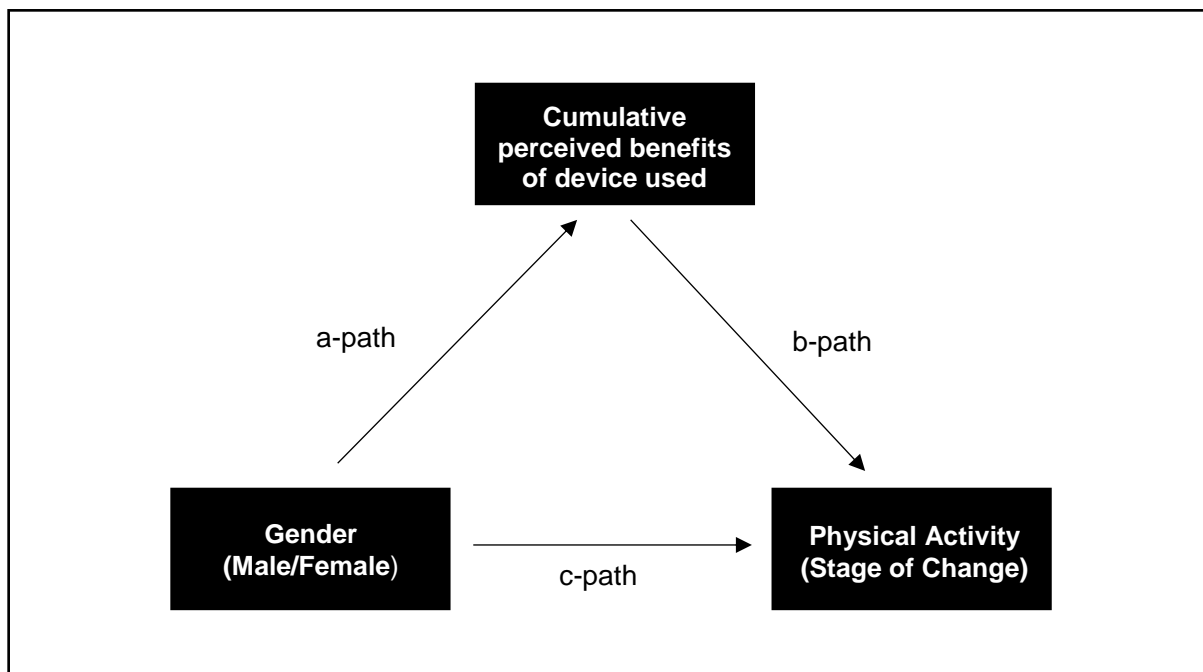 Cumulative
perceived benefits
of device used
a-path
b-path
Gender
(Male/Female)
Physical Activity
(Stage of Change)
c-path